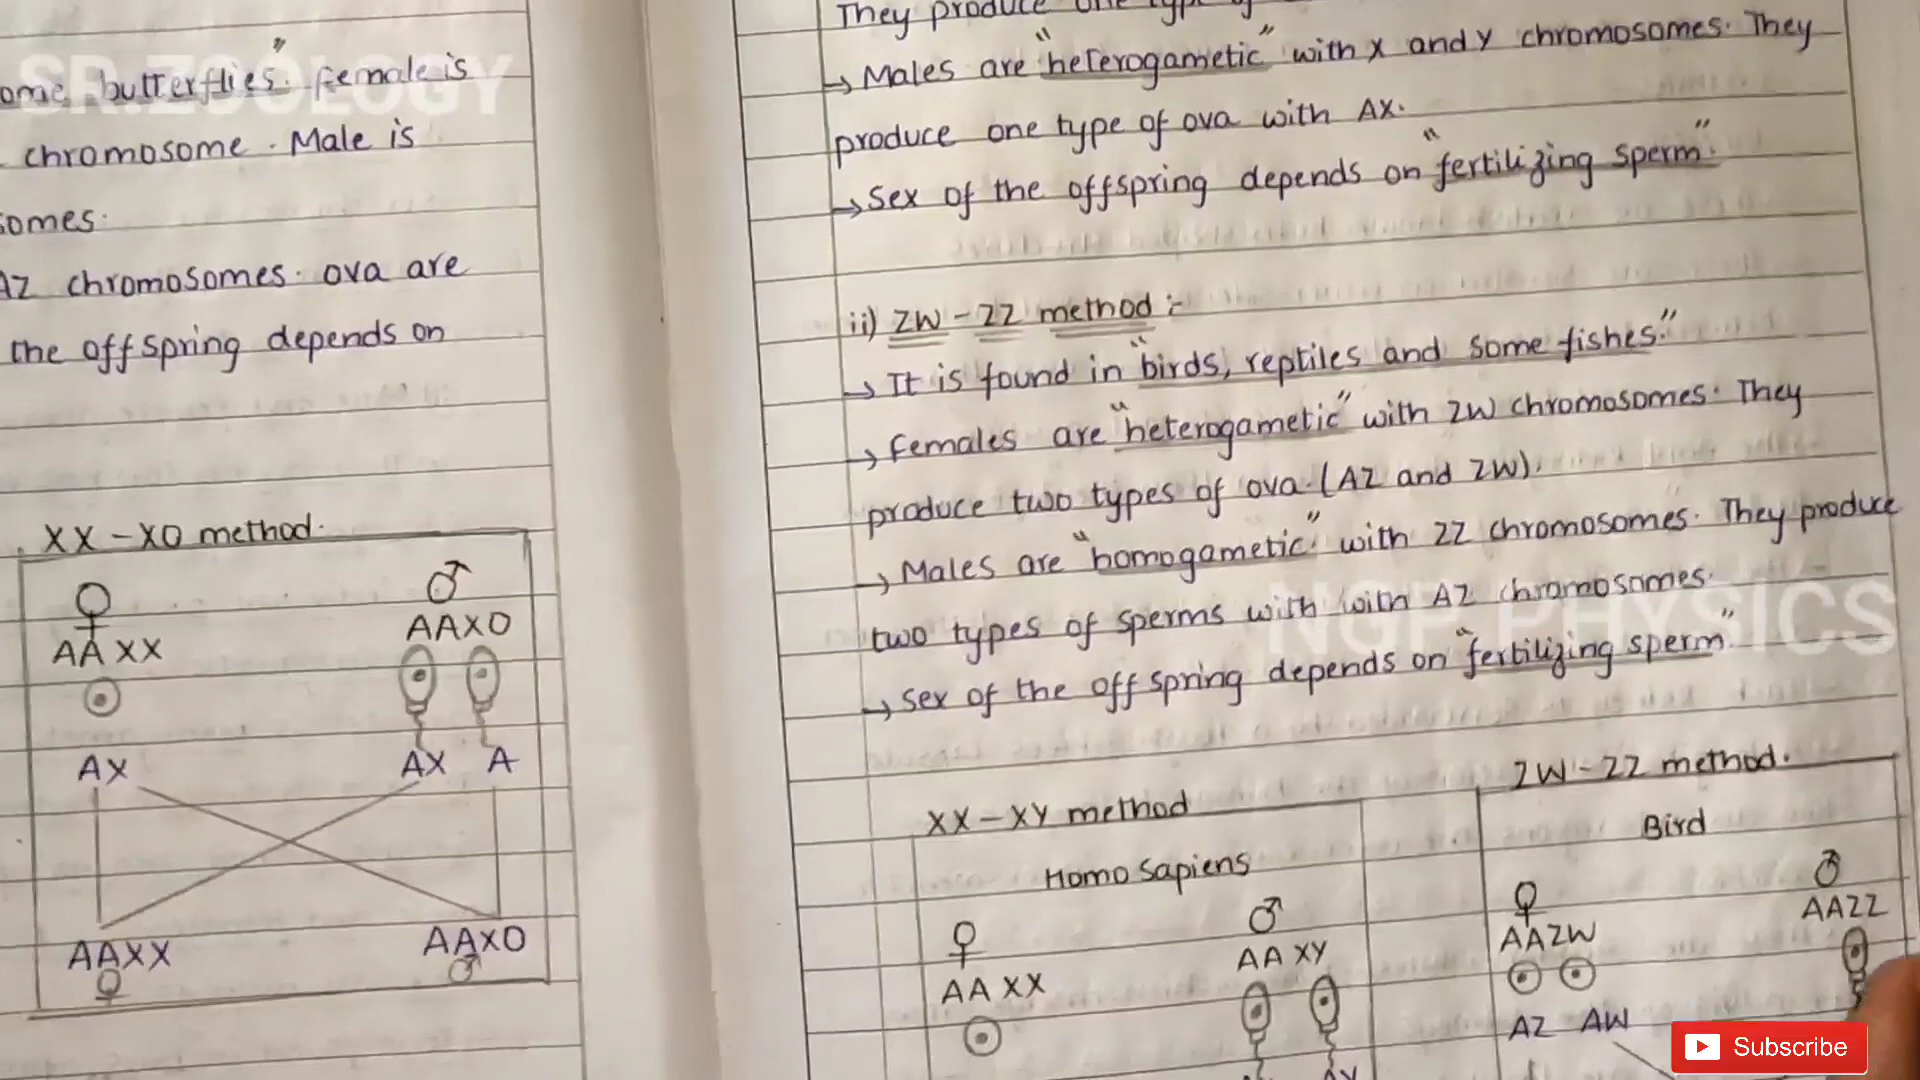 SR.ZOOLOGY
ome butterflies." Female is
chromosome. Male is
somes.
AZ chromosomes. ova are
the offspring depends on
XX-XO method.
♀ ♂
AA XX AAXO
AX AX A
AAXX AAXO
♀ ♂
They produce one type of
→ Males are "heterogametic" with X and Y chromosomes. They
produce one type of ova with AX.
→ Sex of the offspring depends on "fertilizing sperm".
ii) ZW-ZZ method :-
→ It is found in "birds, reptiles and some fishes."
→ Females are "heterogametic" with ZW chromosomes. They
produce two types of ova. (AZ and ZW).
→ Males are "homogametic" with ZZ chromosomes. They produce
two types of sperms with with AZ chromosomes.
NGP PHYSICS
→ Sex of the offspring depends on "fertilizing sperm".
XX-XY method
Homo sapiens
♀ ♂
AA XX AA XY
ZW-ZZ method.
Bird
♀ ♂
AAZW AAZZ
AZ AW
Subscribe